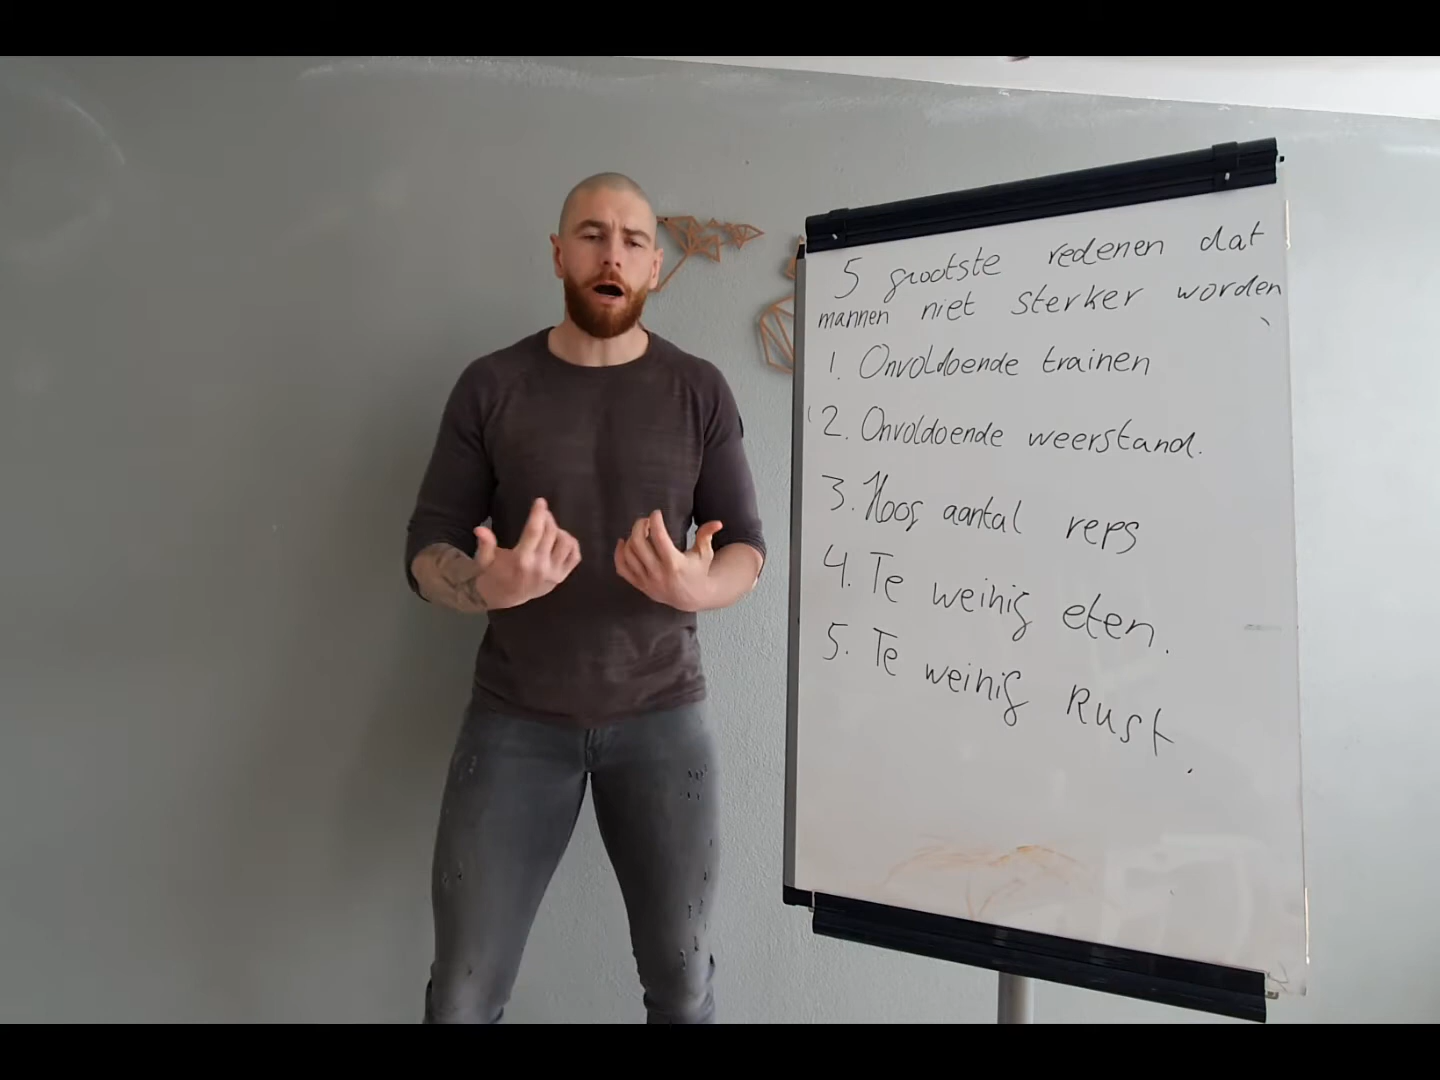 5 grootste redenen dat
mannen niet sterker worden
1. Onvoldoende trainen
2. Onvoldoende weerstand.
3. Hoog aantal reps
4. Te weinig eten.
5. Te weinig Rust.